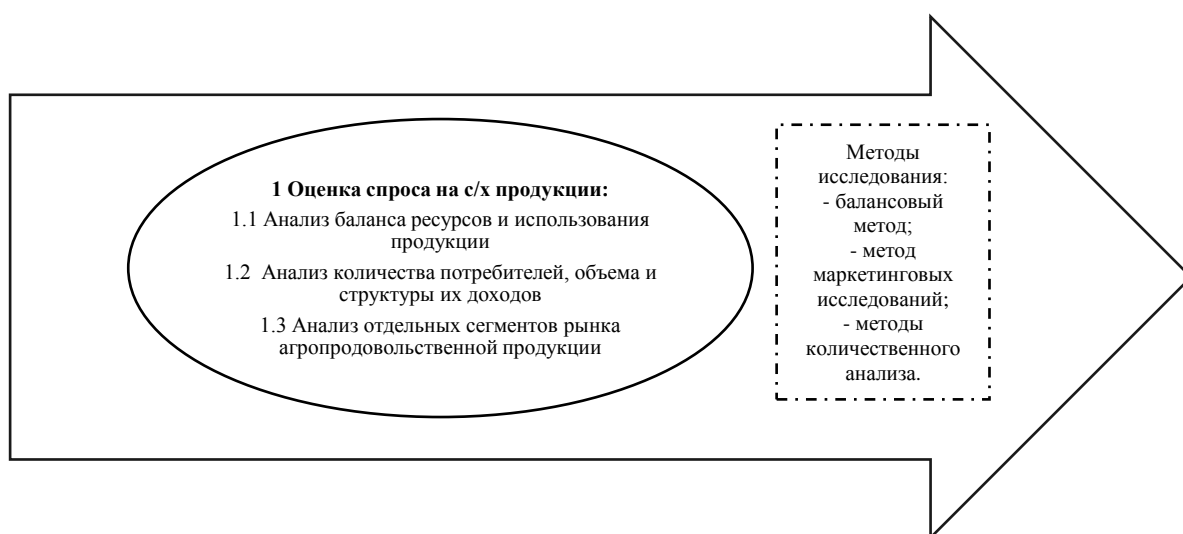 1 Оценка спроса на с/х продукции:
1.1 Анализ баланса ресурсов и использования
продукции
1.2 Анализ количества потребителей, объема и
структуры их доходов
1.3 Анализ отдельных сегментов рынка
агропродовольственной продукции
Методы
исследования:
- балансовый
метод;
- метод
маркетинговых
исследований;
- методы
количественного
анализа.